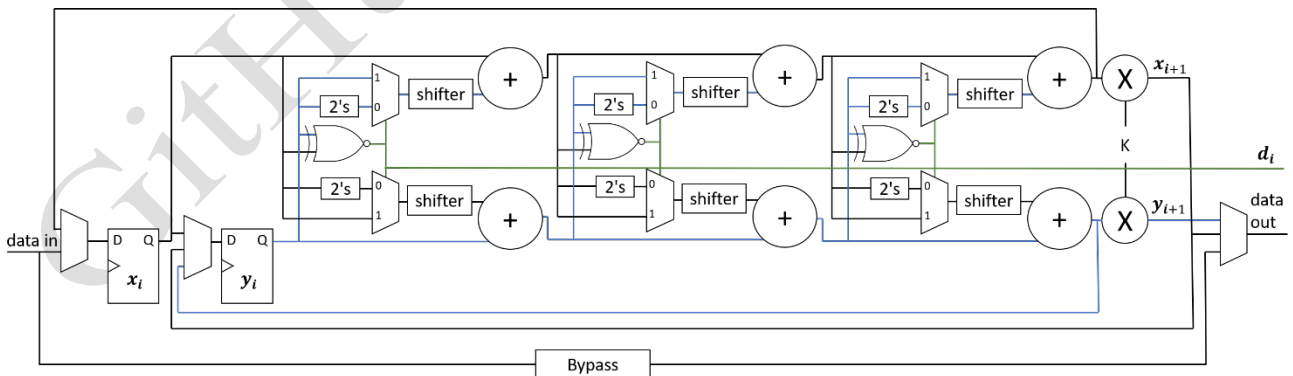 GitHu
1
2's
0
shifter
+
1
2's
0
shifter
+
1
2's
0
shifter
+
X
x_{i+1}
K
d_i
2's
0
1
shifter
+
2's
0
1
shifter
+
2's
0
1
shifter
+
X
y_{i+1}
data in
D Q
x_i
D Q
y_i
data
out
Bypass